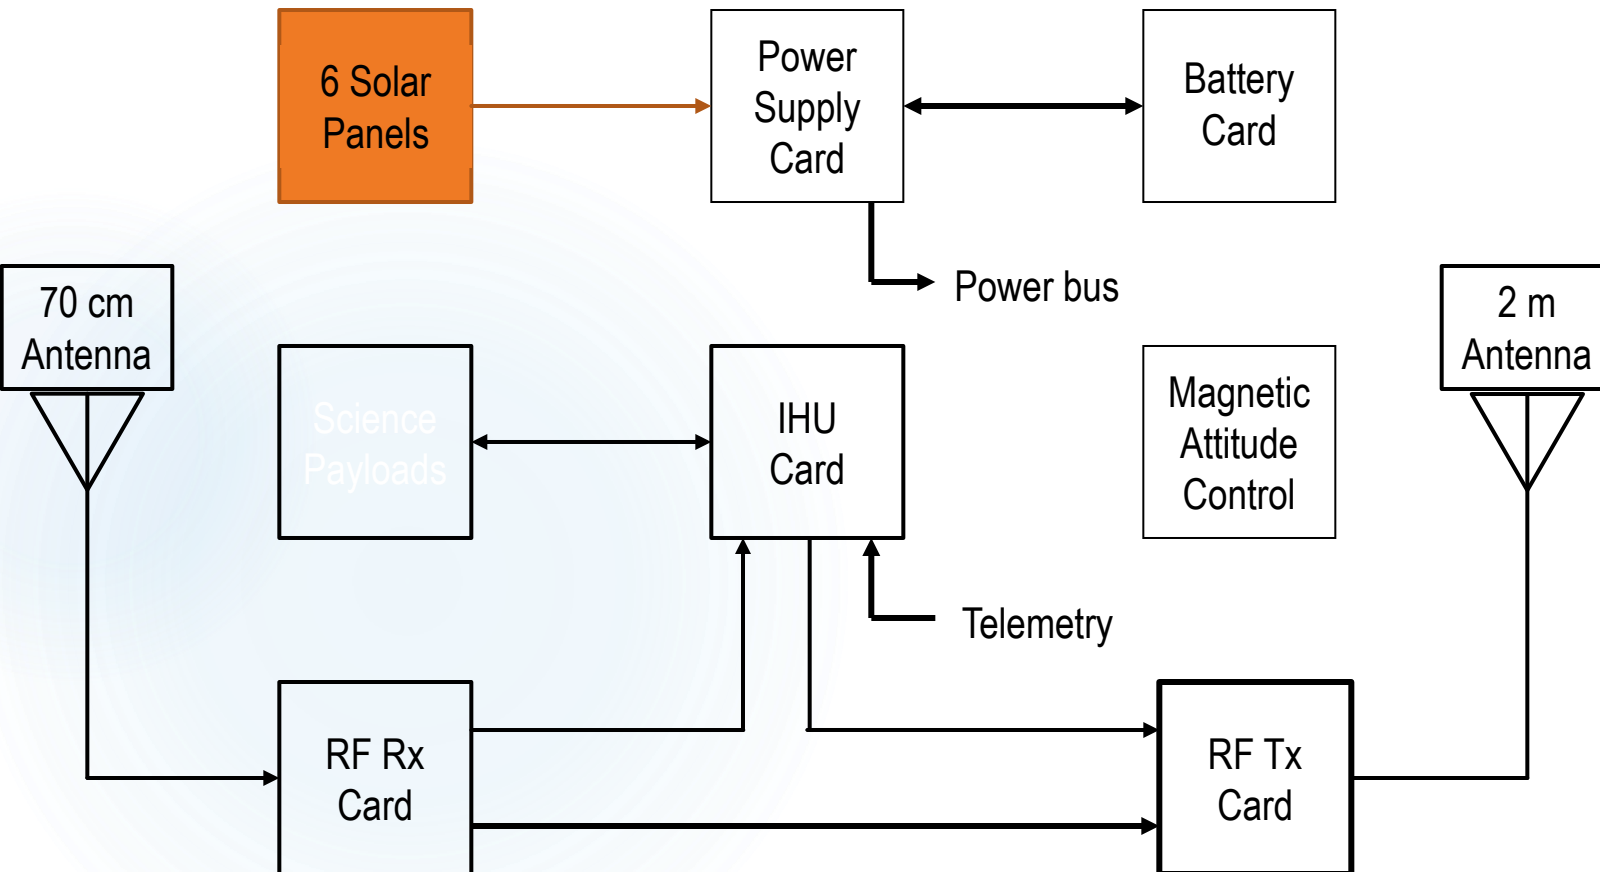 6 Solar
Panels
Power
Supply
Card
Battery
Card
Power bus
70 cm
Antenna
2 m
Antenna
Science
Payloads
IHU
Card
Magnetic
Attitude
Control
Telemetry
RF Rx
Card
RF Tx
Card